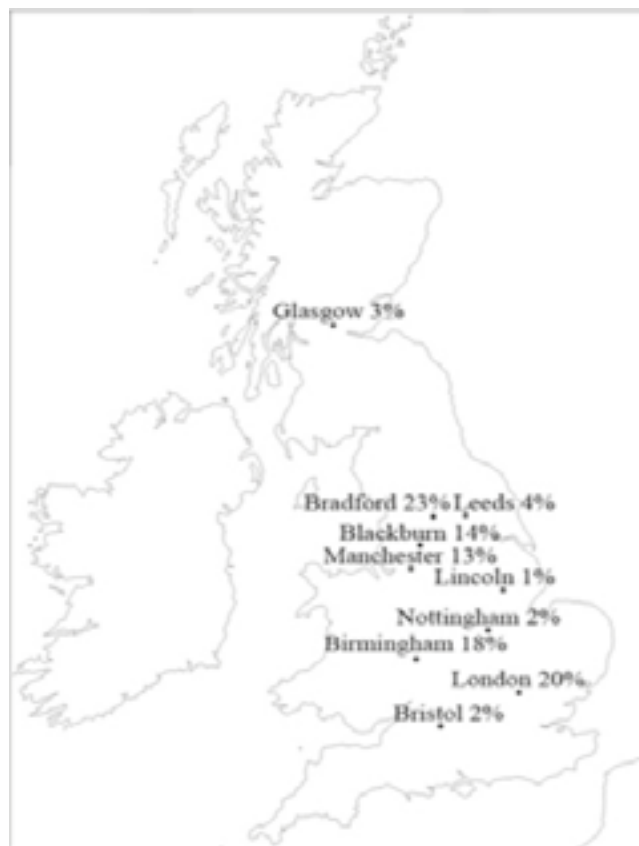 Glasgow 3%
Bradford 23% Leeds 4%
Blackburn 14%
Manchester 13%
Lincoln 1%
Nottingham 2%
Birmingham 18%
London 20%
Bristol 2%